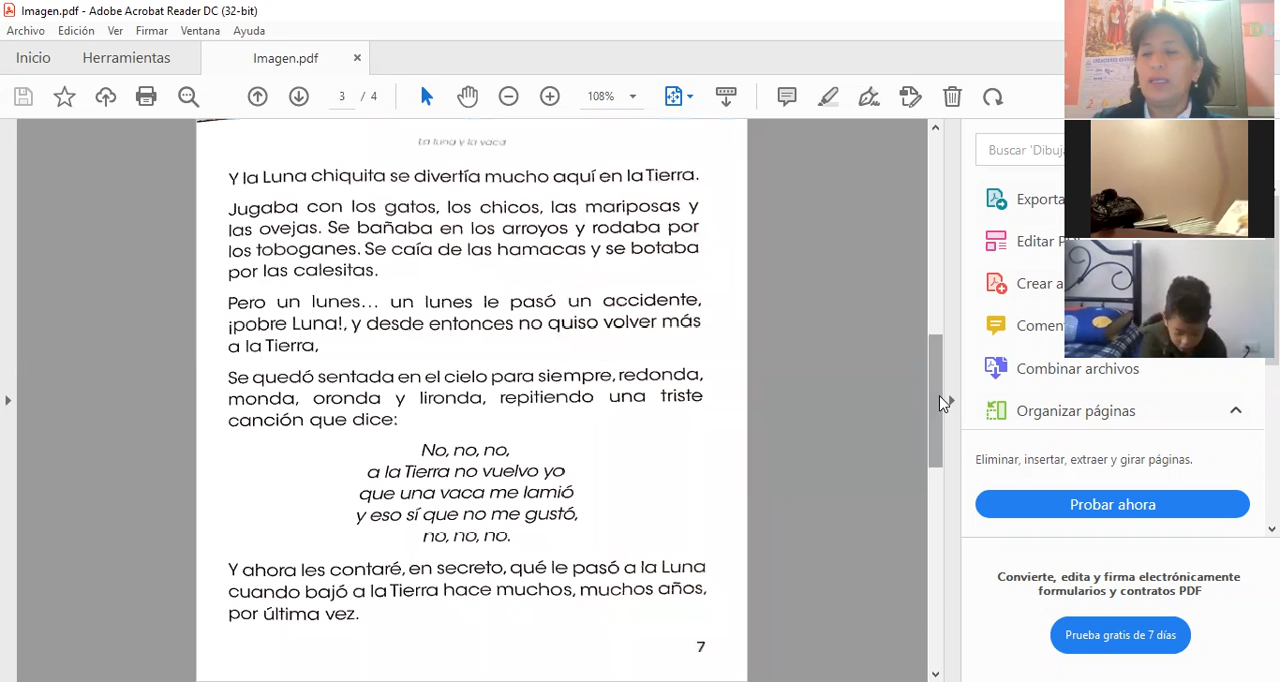 Imagen.pdf - Adobe Acrobat Reader DC (32-bit)
Archivo Edición Ver Firmar Ventana Ayuda
Inicio Herramientas Imagen.pdf ×
3 / 4 108%
La luna y la vaca
Y la Luna chiquita se divertía mucho aquí en la Tierra.
Jugaba con los gatos, los chicos, las mariposas y
las ovejas. Se bañaba en los arroyos y rodaba por
los toboganes. Se caía de las hamacas y se botaba
por las calesitas.
Pero un lunes... un lunes le pasó un accidente,
¡pobre Luna!, y desde entonces no quiso volver más
a la Tierra,
Se quedó sentada en el cielo para siempre, redonda,
monda, oronda y lironda, repitiendo una triste
canción que dice:
No, no, no,
a la Tierra no vuelvo yo
que una vaca me lamió
y eso sí que no me gustó,
no, no, no.
Y ahora les contaré, en secreto, qué le pasó a la Luna
cuando bajó a la Tierra hace muchos, muchos años,
por última vez.
7
Buscar 'Dibuja
Exporta
Editar PD
Crear a
Comen
Combinar archivos
Organizar páginas
Eliminar, insertar, extraer y girar páginas.
Probar ahora
Convierte, edita y firma electrónicamente
formularios y contratos PDF
Prueba gratis de 7 días